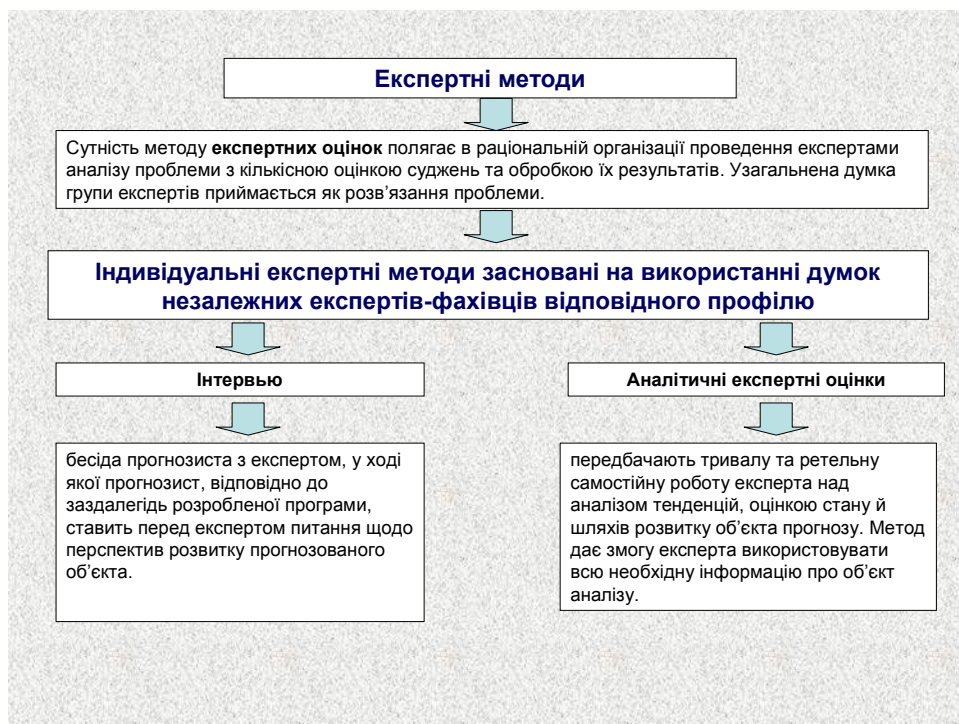 Експертні методи
Сутність методу експертних оцінок полягає в раціональній організації проведення експертами
аналізу проблеми з кількісною оцінкою суджень та обробкою їх результатів. Узагальнена думка
групи експертів приймається як розв’язання проблеми.
Індивідуальні експертні методи засновані на використанні думок
незалежних експертів-фахівців відповідного профілю
Інтервью
Аналітичні експертні оцінки
бесіда прогнозиста з експертом, у ході
якої прогнозист, відповідно до
заздалегідь розробленої програми,
ставить перед експертом питання щодо
перспектив розвитку прогнозованого
об’єкта.
передбачають тривалу та ретельну
самостійну роботу експерта над
аналізом тенденцій, оцінкою стану й
шляхів розвитку об’єкта прогнозу. Метод
дає змогу експерта використовувати
всю необхідну інформацію про об’єкт
аналізу.